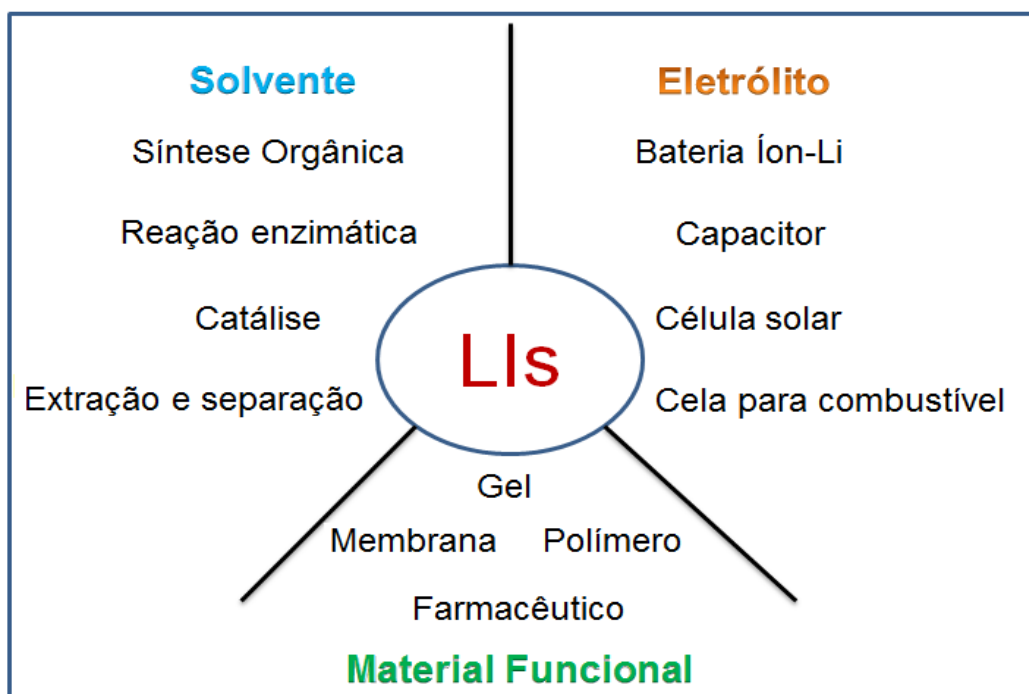 Solvente
Síntese Orgânica
Reação enzimática
Catálise
Extração e separação
Eletrólito
Bateria Íon-Li
Capacitor
Célula solar
Cela para combustível
LIs
Gel
Membrana Polímero
Farmacêutico
Material Funcional